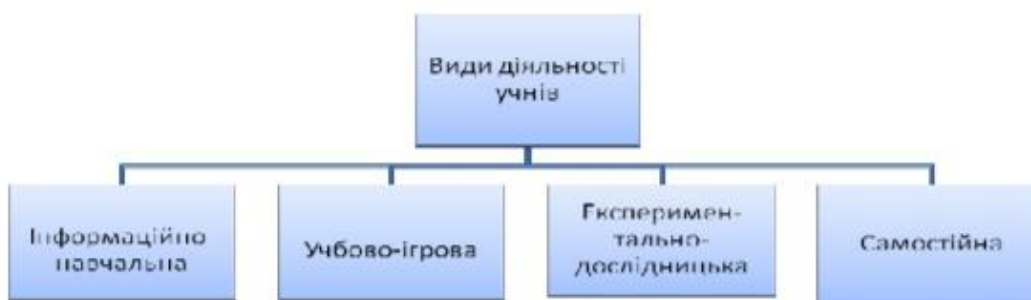 Види діяльності
учнів
Інформаційно
навчальна
Учбово-ігрова
Експеримен-
тально-
дослідницька
Самостійна